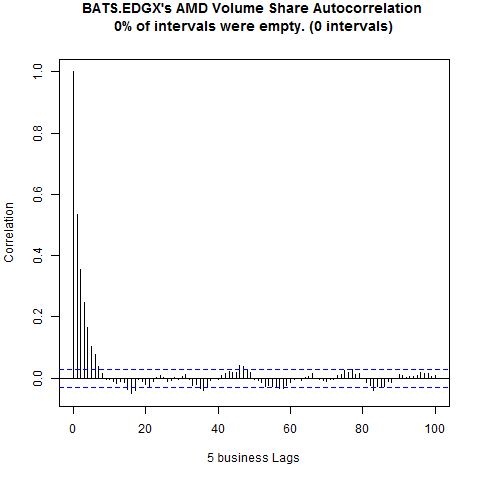 BATS.EDGX's AMD Volume Share Autocorrelation
0% of intervals were empty. (0 intervals)
Correlation
1.0
0.8
0.6
0.4
0.2
0.0
0 20 40 60 80 100
5 business Lags